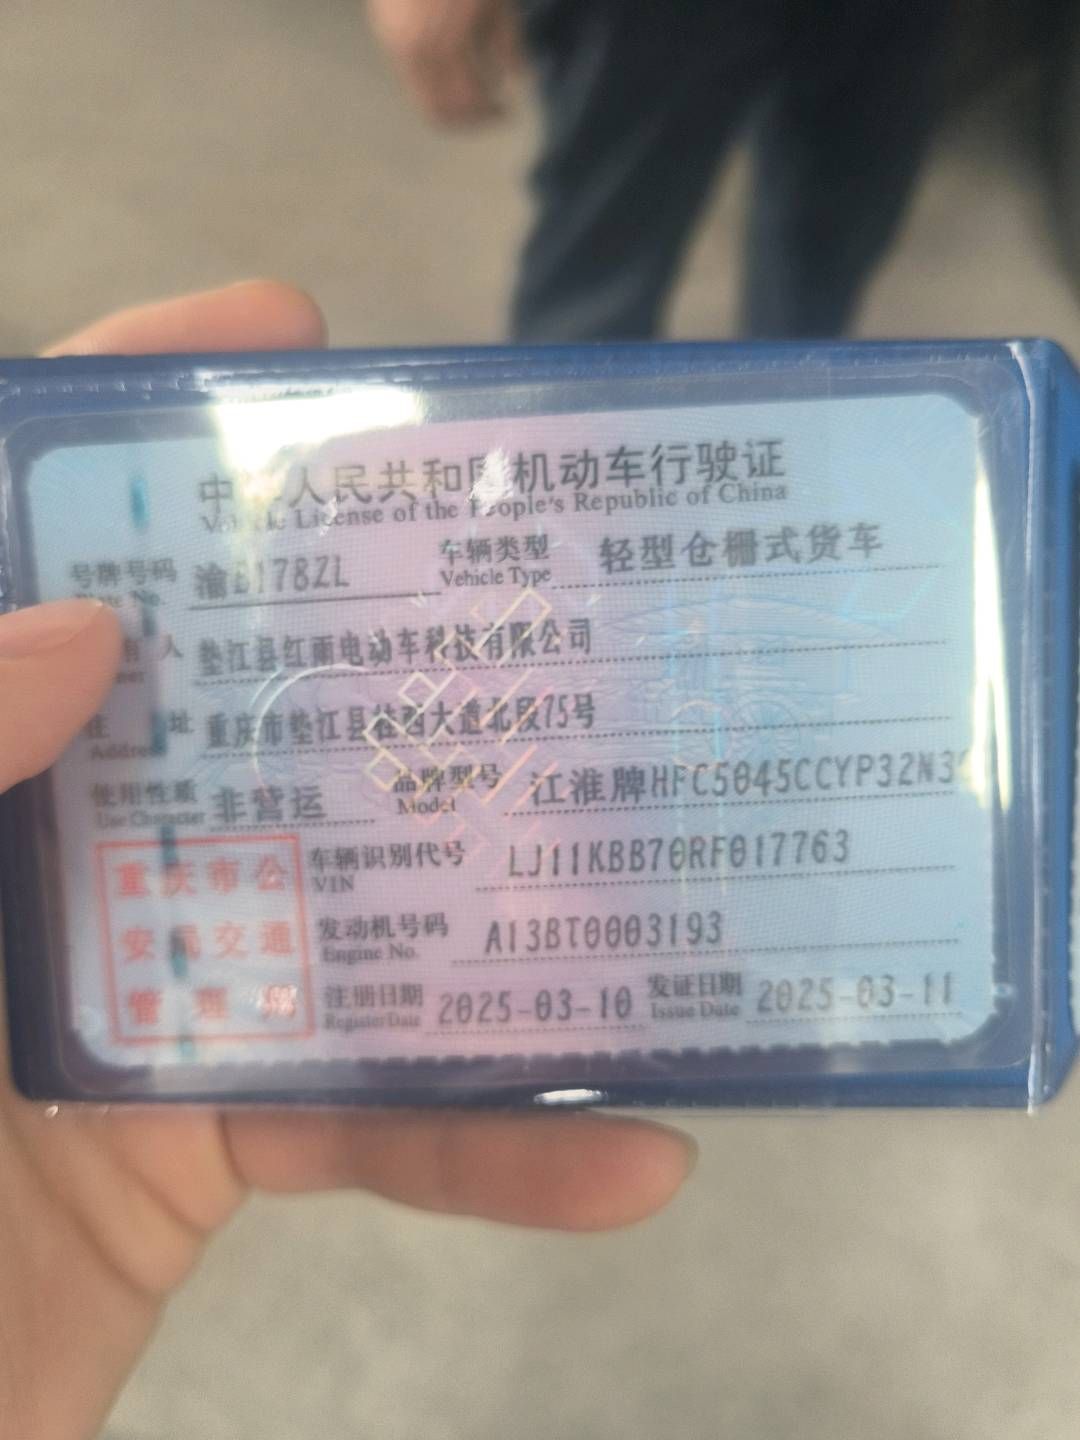 中华人民共和国机动车行驶证
Vehicle License of the People's Republic of China
号牌号码 渝B178ZL 车辆类型 轻型仓栅式货车
Plate No. Vehicle Type
有人 垫江县红雨电动车科技有限公司
住址 重庆市垫江县桂西大道北段75号
Address
使用性质 非营运 品牌型号 江淮牌HFC5045CCYP32N3
Use Character Model
车辆识别代号 LJ11KBB70RF017763
VIN
发动机号码 A13BT0003193
Engine No.
注册日期 2025-03-10 发证日期 2025-03-11
Register Date Issue Date
重庆市公
安局交通
管理局